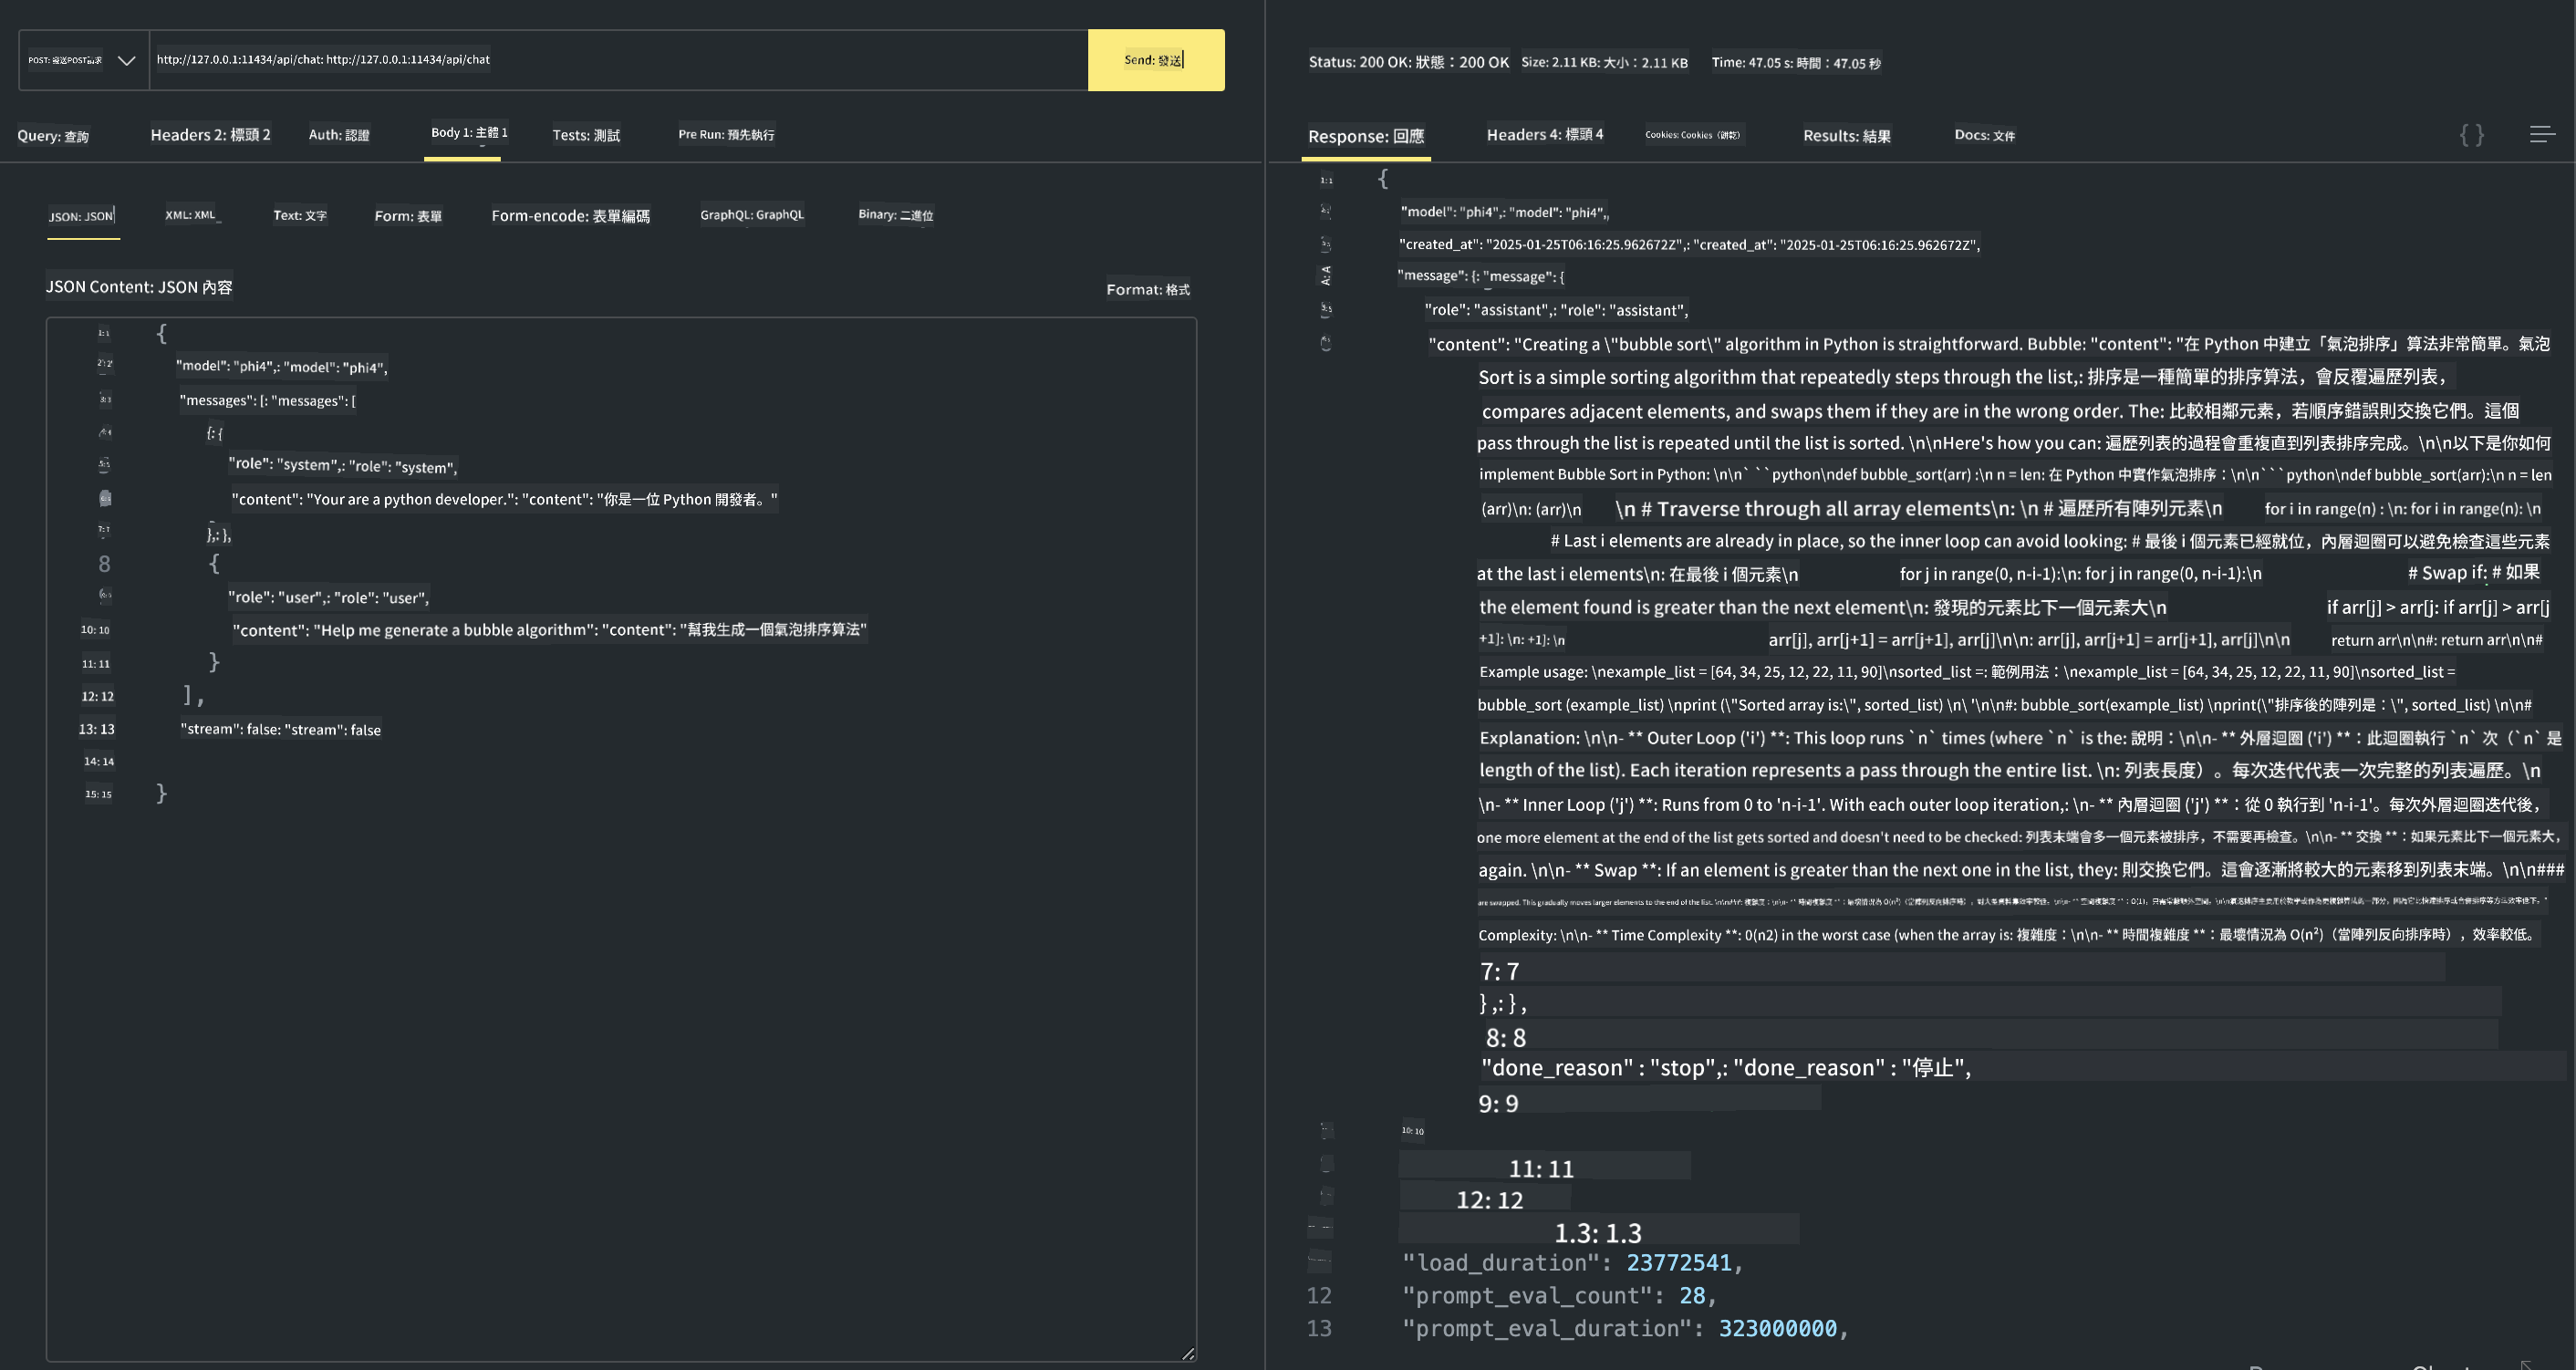 POST: 發送POST請求
http://127.0.0.1:11434/api/chat: http://127.0.0.1:11434/api/chat
Send: 發送
Query: 查詢 Headers 2: 標頭 2 Auth: 認證 Body 1: 主體 1 Tests: 測試 Pre Run: 預先執行
JSON: JSON XML: XML Text: 文字 Form: 表單 Form-encode: 表單編碼 GraphQL: GraphQL Binary: 二進位
JSON Content: JSON 內容
Format: 格式
1: 1 {
2: 2 "model": "phi4",: "model": "phi4",
3: 3 "messages": [: "messages": [
{: {
5: 5 "role": "system",: "role": "system",
"content": "Your are a python developer.": "content": "你是一位 Python 開發者。"
7: 7 },: },
8 {
"role": "user",: "role": "user",
10: 10 "content": "Help me generate a bubble algorithm": "content": "幫我生成一個氣泡排序算法"
11: 11 }
12: 12 ],
13: 13 "stream": false: "stream": false
14: 14
15: 15 }
Status: 200 OK: 狀態：200 OK Size: 2.11 KB: 大小：2.11 KB Time: 47.05 s: 時間：47.05 秒
Response: 回應 Headers 4: 標頭 4 Cookies: Cookies（餅乾） Results: 結果 Docs: 文件
{ }
1: 1 {
"model": "phi4",: "model": "phi4",
"created_at": "2025-01-25T06:16:25.962672Z",: "created_at": "2025-01-25T06:16:25.962672Z",
A: A "message": {: "message": {
5: 5 "role": "assistant",: "role": "assistant",
"content": "Creating a \"bubble sort\" algorithm in Python is straightforward. Bubble: "content": "在 Python 中建立「氣泡排序」算法非常簡單。氣泡
Sort is a simple sorting algorithm that repeatedly steps through the list,: 排序是一種簡單的排序算法，會反覆遍歷列表，
compares adjacent elements, and swaps them if they are in the wrong order. The: 比較相鄰元素，若順序錯誤則交換它們。這個
pass through the list is repeated until the list is sorted. \n\nHere's how you can: 遍歷列表的過程會重複直到列表排序完成。\n\n以下是你如何
implement Bubble Sort in Python: \n\n` ``python\ndef bubble_sort(arr) :\n n = len: 在 Python 中實作氣泡排序：\n\n```python\ndef bubble_sort(arr):\n n = len
(arr)\n: (arr)\n \n # Traverse through all array elements\n: \n # 遍歷所有陣列元素\n for i in range(n) : \n: for i in range(n): \n
# Last i elements are already in place, so the inner loop can avoid looking: # 最後 i 個元素已經就位，內層迴圈可以避免檢查這些元素
at the last i elements\n: 在最後 i 個元素\n for j in range(0, n-i-1):\n: for j in range(0, n-i-1):\n # Swap if: # 如果
the element found is greater than the next element\n: 發現的元素比下一個元素大\n if arr[j] > arr[j: if arr[j] > arr[j
+1]: \n: +1]: \n arr[j], arr[j+1] = arr[j+1], arr[j]\n\n: arr[j], arr[j+1] = arr[j+1], arr[j]\n\n return arr\n\n#: return arr\n\n#
Example usage: \nexample_list = [64, 34, 25, 12, 22, 11, 90]\nsorted_list =: 範例用法：\nexample_list = [64, 34, 25, 12, 22, 11, 90]\nsorted_list =
bubble_sort (example_list) \nprint (\"Sorted array is:\", sorted_list) \n\ '\n\n#: bubble_sort(example_list) \nprint(\"排序後的陣列是：\", sorted_list) \n\n#
Explanation: \n\n- ** Outer Loop ('i') **: This loop runs `n` times (where `n` is the: 說明：\n\n- ** 外層迴圈 ('i') **：此迴圈執行 `n` 次（`n` 是
length of the list). Each iteration represents a pass through the entire list. \n: 列表長度）。每次迭代代表一次完整的列表遍歷。\n
\n- ** Inner Loop ('j') **: Runs from 0 to 'n-i-1'. With each outer loop iteration,: \n- ** 內層迴圈 ('j') **：從 0 執行到 'n-i-1'。每次外層迴圈迭代後，
one more element at the end of the list gets sorted and doesn't need to be checked: 列表末端會多一個元素被排序，不需要再檢查。\n\n- ** 交換 **：如果元素比下一個元素大，
again. \n\n- ** Swap **: If an element is greater than the next one in the list, they: 則交換它們。這會逐漸將較大的元素移到列表末端。\n\n###
are swapped. This gradually moves larger elements to the end of the list.
Complexity: \n\n- ** Time Complexity **: 0(n2) in the worst case (when the array is: 複雜度：\n\n- ** 時間複雜度 **：最壞情況為 O(n²)（當陣列反向排序時），效率較低。
7: 7
} ,: } ,
8: 8
"done_reason" : "stop",: "done_reason" : "停止",
9: 9
10: 10
11: 11
12: 12
1.3: 1.3
"load_duration": 23772541,
12 "prompt_eval_count": 28,
13 "prompt_eval_duration": 323000000,